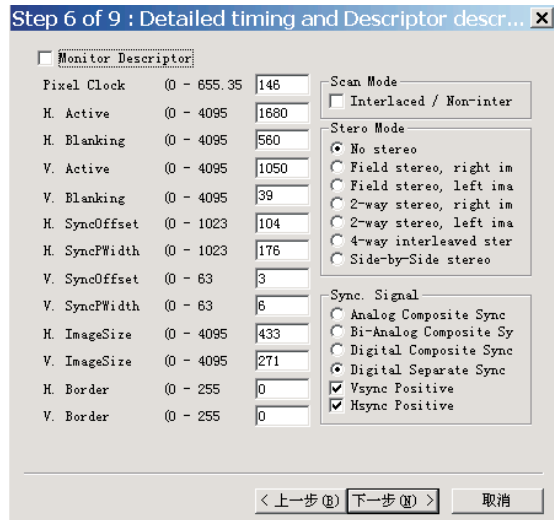 Step 6 of 9 : Detailed timing and Descriptor descr...
Monitor Descriptor
Pixel Clock (0 - 655.35 146
H. Active (0 - 4095 1680
H. Blanking (0 - 4095 560
V. Active (0 - 4095 1050
V. Blanking (0 - 4095 39
H. SyncOffset (0 - 1023 104
H. SyncPWidth (0 - 1023 176
V. SyncOffset (0 - 63 3
V. SyncPWidth (0 - 63 6
H. ImageSize (0 - 4095 433
V. ImageSize (0 - 4095 271
H. Border (0 - 255 0
V. Border (0 - 255 0
Scan Mode
Interlaced / Non-inter
Stero Mode
No stereo
Field stereo, right im
Field stereo, left ima
2-way stereo, right im
2-way stereo, left ima
4-way interleaved ster
Side-by-Side stereo
Sync. Signal
Analog Composite Sync
Bi-Analog Composite Sy
Digital Composite Sync
Digital Separate Sync
Vsync Positive
Hsync Positive
< 上一步(B) 下一步(N) > 取消